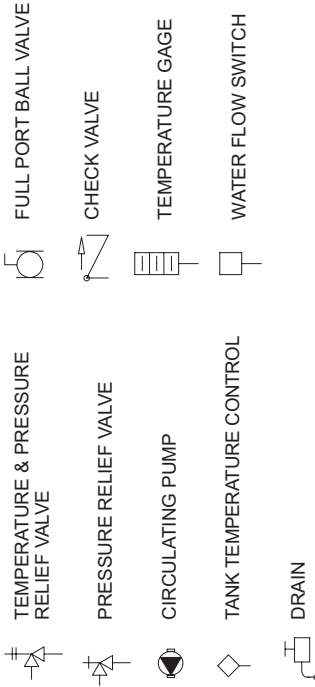 TEMPERATURE & PRESSURE
RELIEF VALVE
PRESSURE RELIEF VALVE
CIRCULATING PUMP
TANK TEMPERATURE CONTROL
DRAIN
FULL PORT BALL VALVE
CHECK VALVE
TEMPERATURE GAGE
WATER FLOW SWITCH